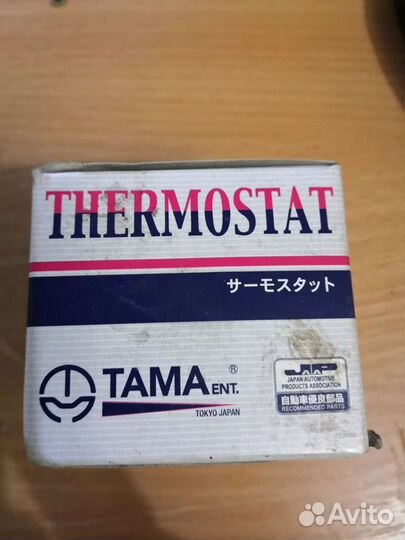 THERMOSTAT
サーモスタット
TAMA ENT.®
TOKYO JAPAN
JAP
JAPAN AUTOMOTIVE
PRODUCTS ASSOCIATION
自動車優良部品
RECOMMENDED PARTS
Avito